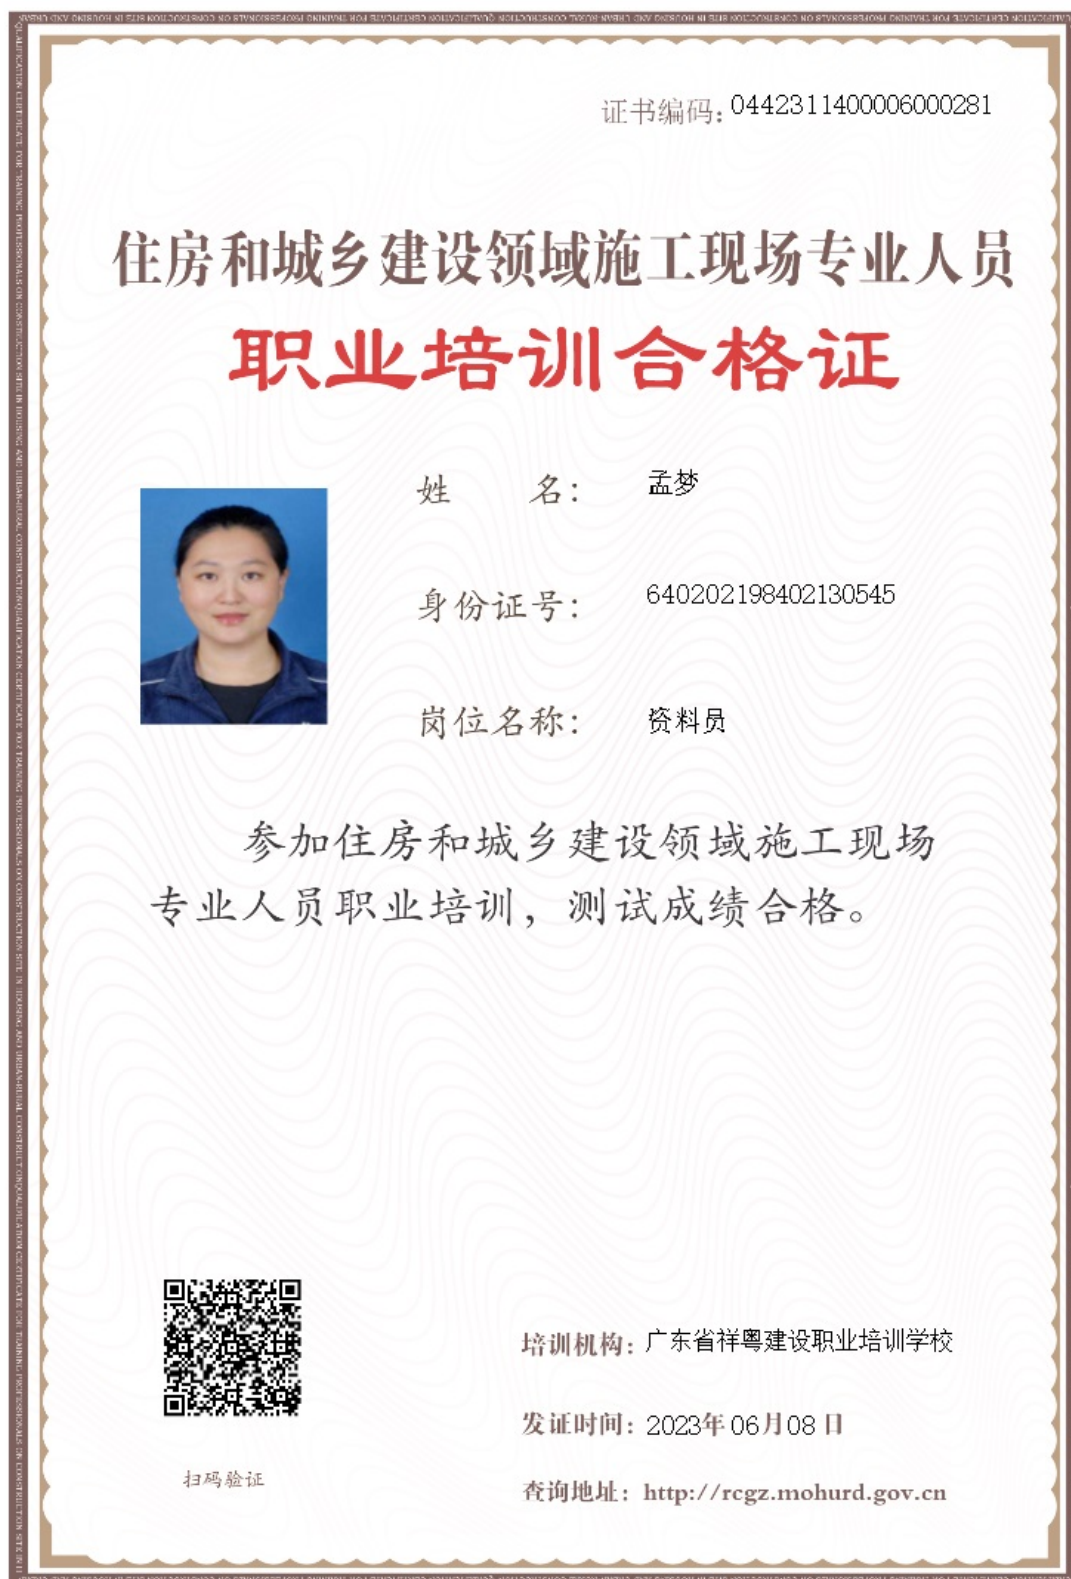 证书编码: 0442311400006000281
住房和城乡建设领域施工现场专业人员
职业培训合格证
姓 名: 孟梦
身份证号: 640202198402130545
岗位名称: 资料员
参加住房和城乡建设领域施工现场
专业人员职业培训，测试成绩合格。
培训机构: 广东省祥粤建设职业培训学校
发证时间: 2023年06月08日
扫码验证
查询地址: http://rcgz.mohurd.gov.cn